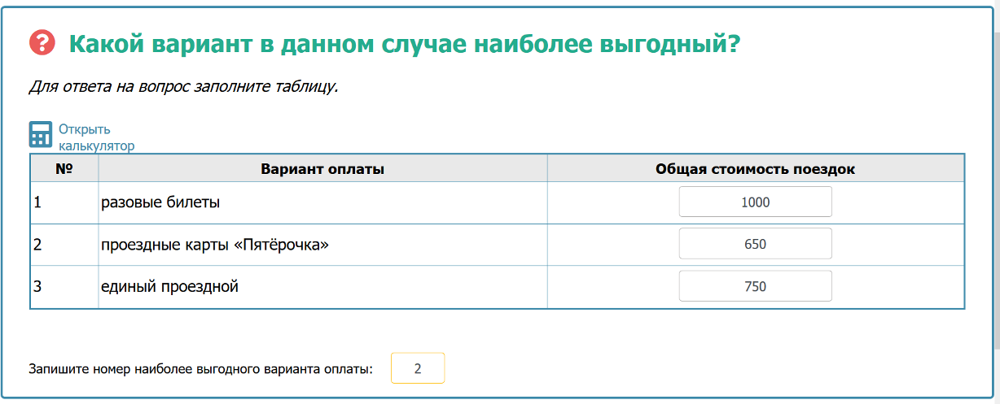 Какой вариант в данном случае наиболее выгодный?
Для ответа на вопрос заполните таблицу.
Открыть
калькулятор
№ Вариант оплаты Общая стоимость поездок
1 разовые билеты 1000
2 проездные карты «Пятёрочка» 650
3 единый проездной 750
Запишите номер наиболее выгодного варианта оплаты: 2